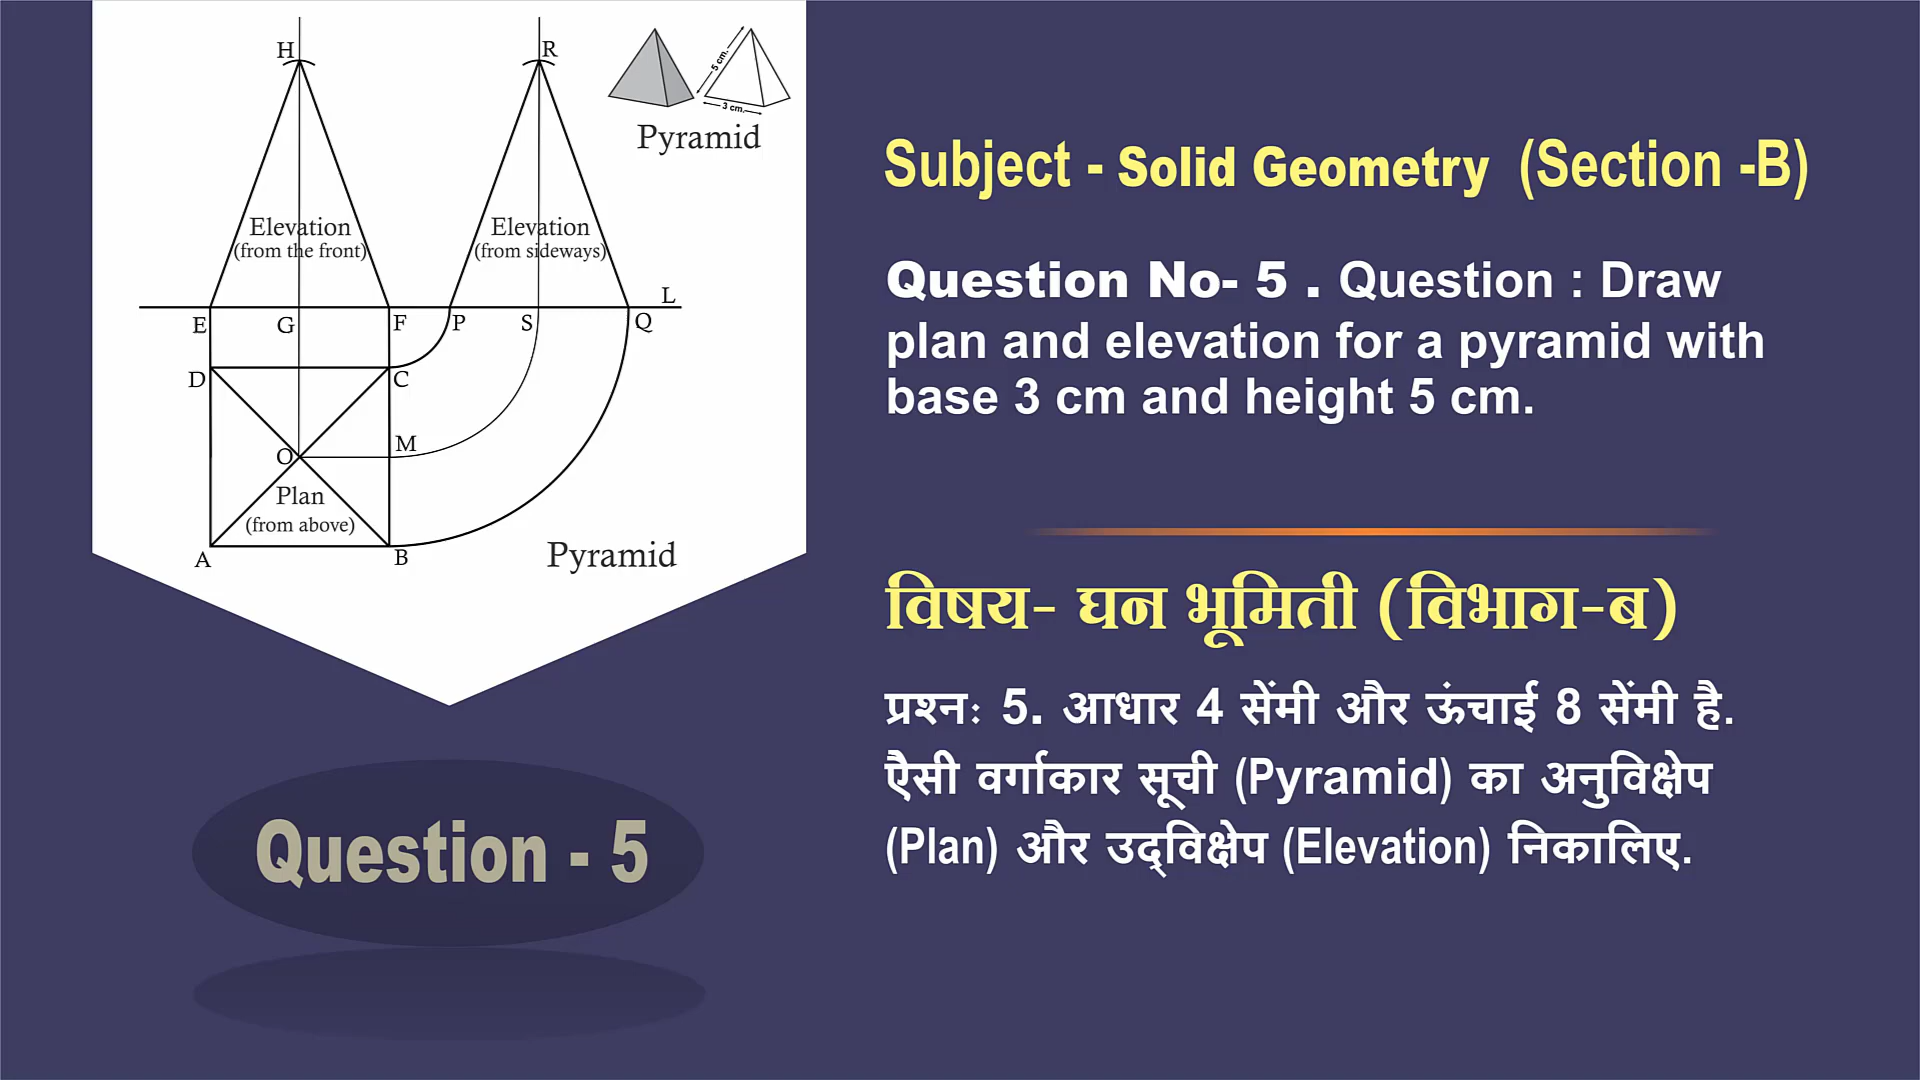 H
R
5 cm.
3 cm.
Pyramid
Elevation
(from the front)
Elevation
(from sideways)
L
E G F P S Q
D C
M
O
Plan
(from above)
A B
Pyramid
Question - 5
Subject - Solid Geometry (Section -B)
Question No- 5 . Question : Draw
plan and elevation for a pyramid with
base 3 cm and height 5 cm.
विषय- घन भूमिती (विभाग-ब)
प्रश्नः 5. आधार 4 सेंमी और ऊंचाई 8 सेंमी है.
ऐैसी वर्गाकार सूची (Pyramid) का अनुविक्षेप
(Plan) और उद्‌विक्षेप (Elevation) निकालिए.